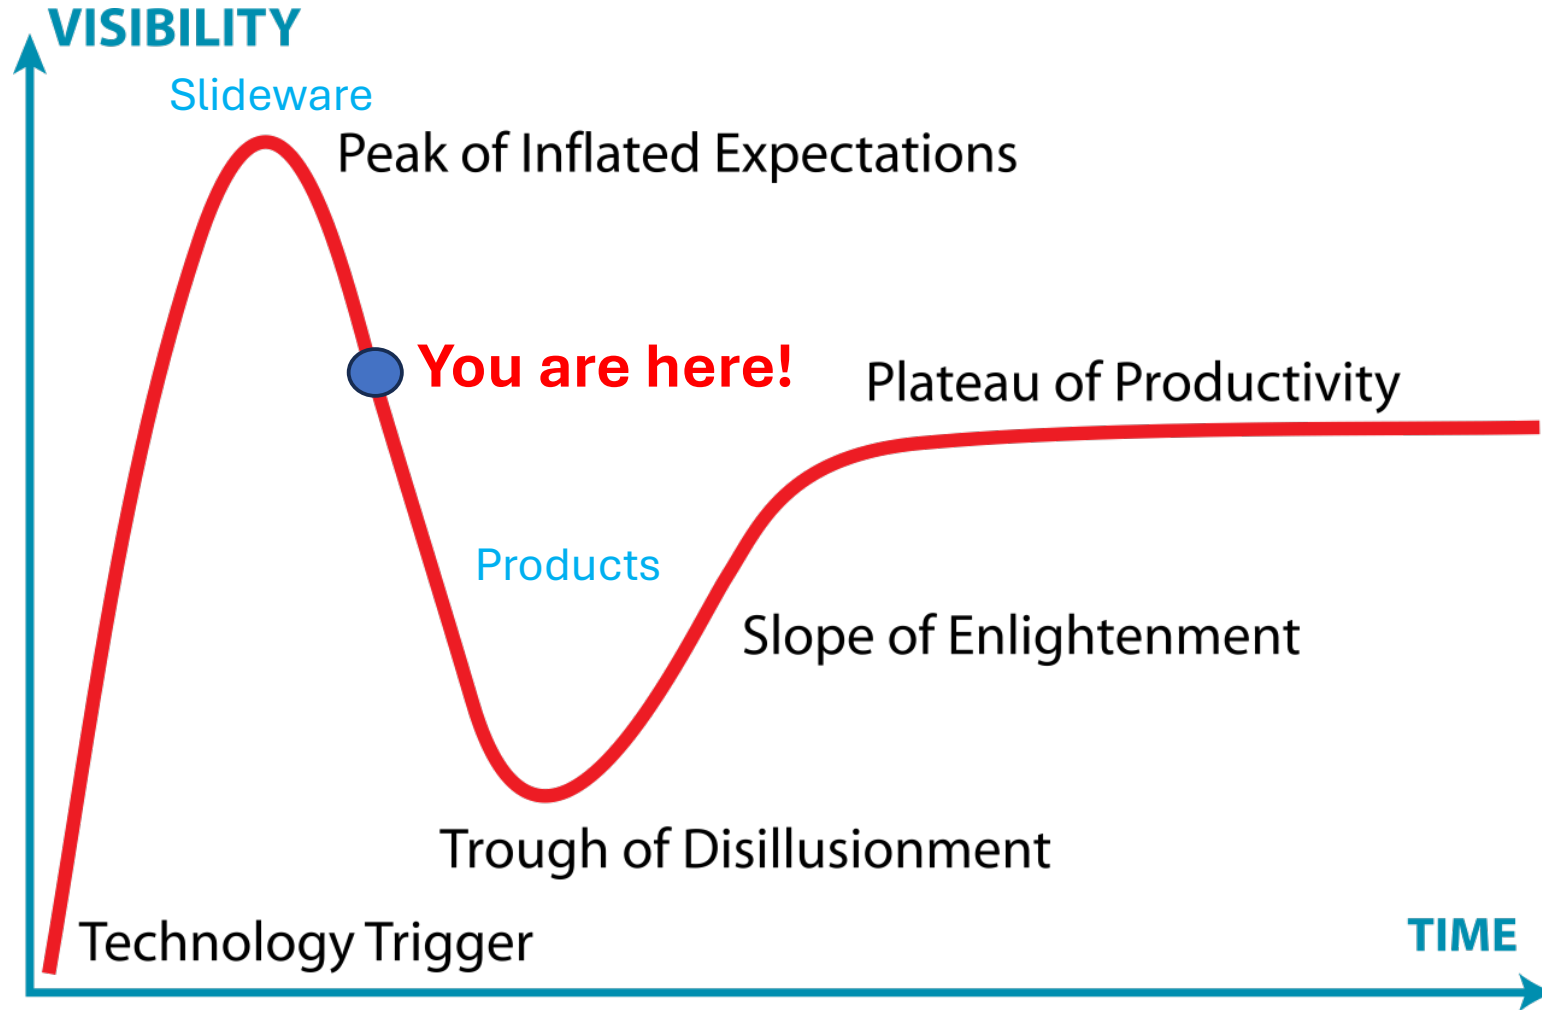 VISIBILITY
Slideware
Peak of Inflated Expectations
You are here!
Plateau of Productivity
Products
Slope of Enlightenment
Trough of Disillusionment
Technology Trigger
TIME